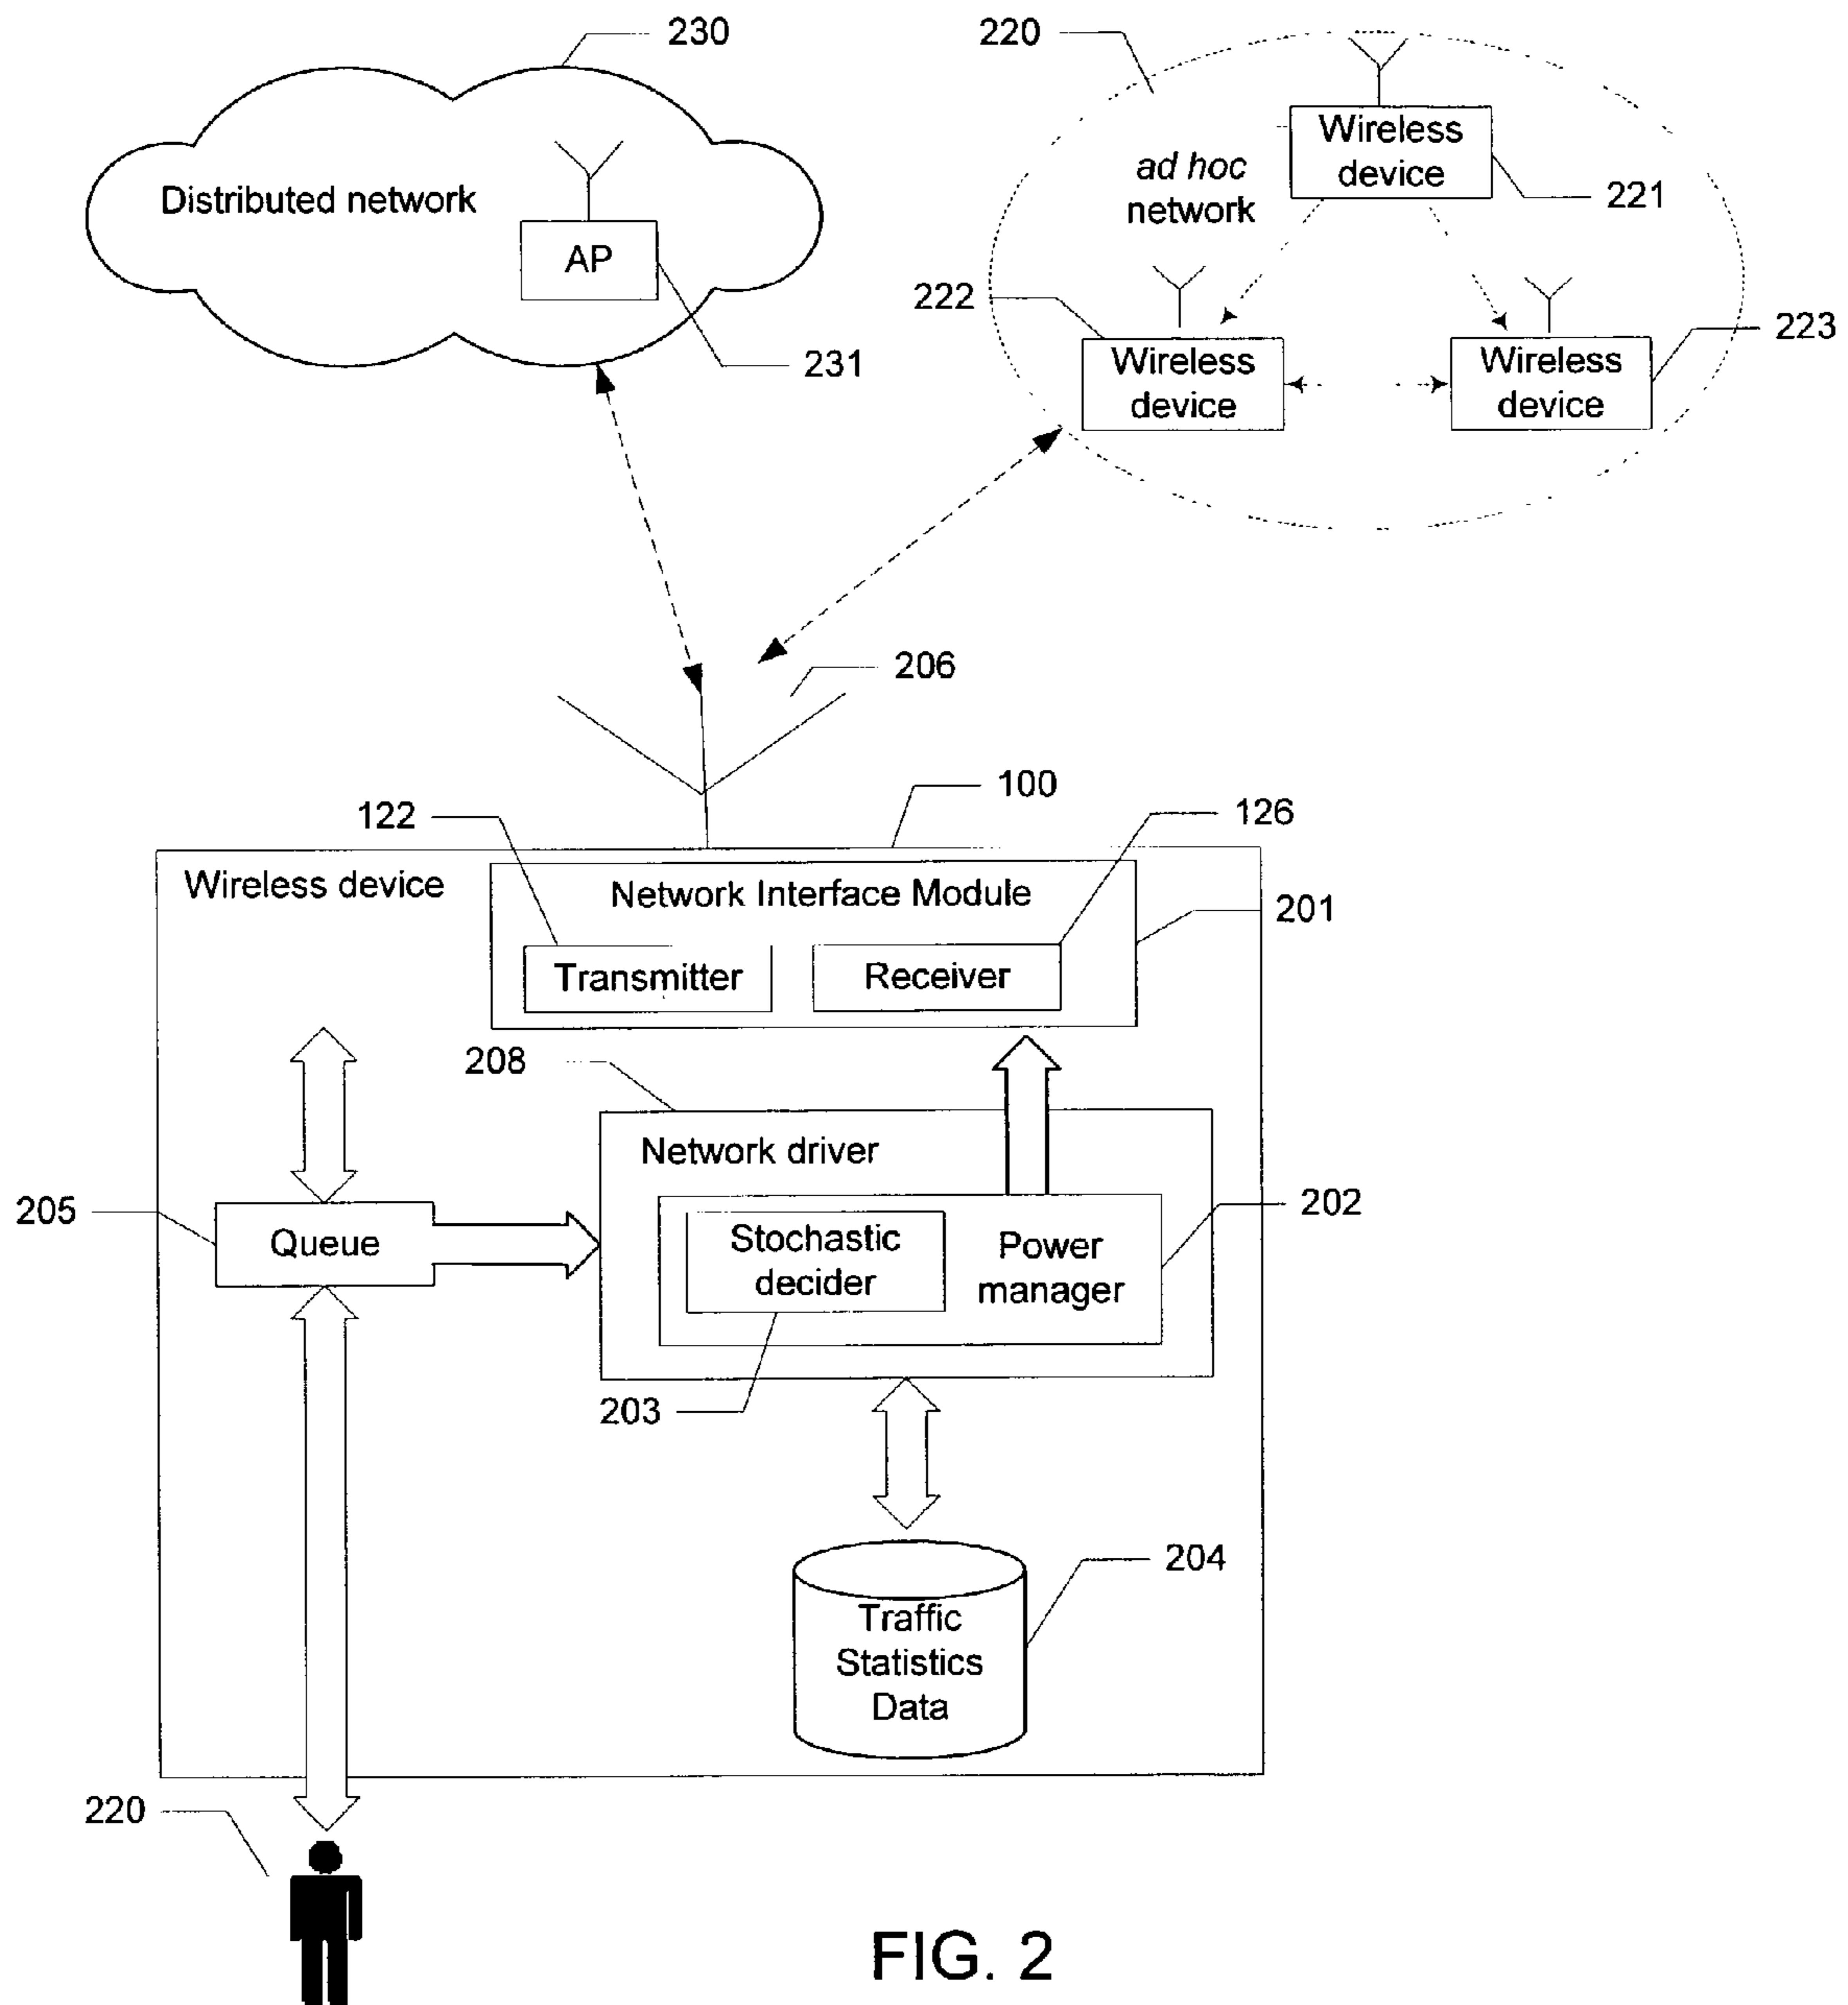 230
220
Wireless
device
ad hoc
network
221
Distributed network
AP
231
222
223
Wireless
device
Wireless
device
206
100
122
126
Wireless device
Network Interface Module
201
Transmitter
Receiver
208
Network driver
205
Queue
202
Stochastic
decider
Power
manager
203
204
Traffic
Statistics
Data
220
FIG. 2